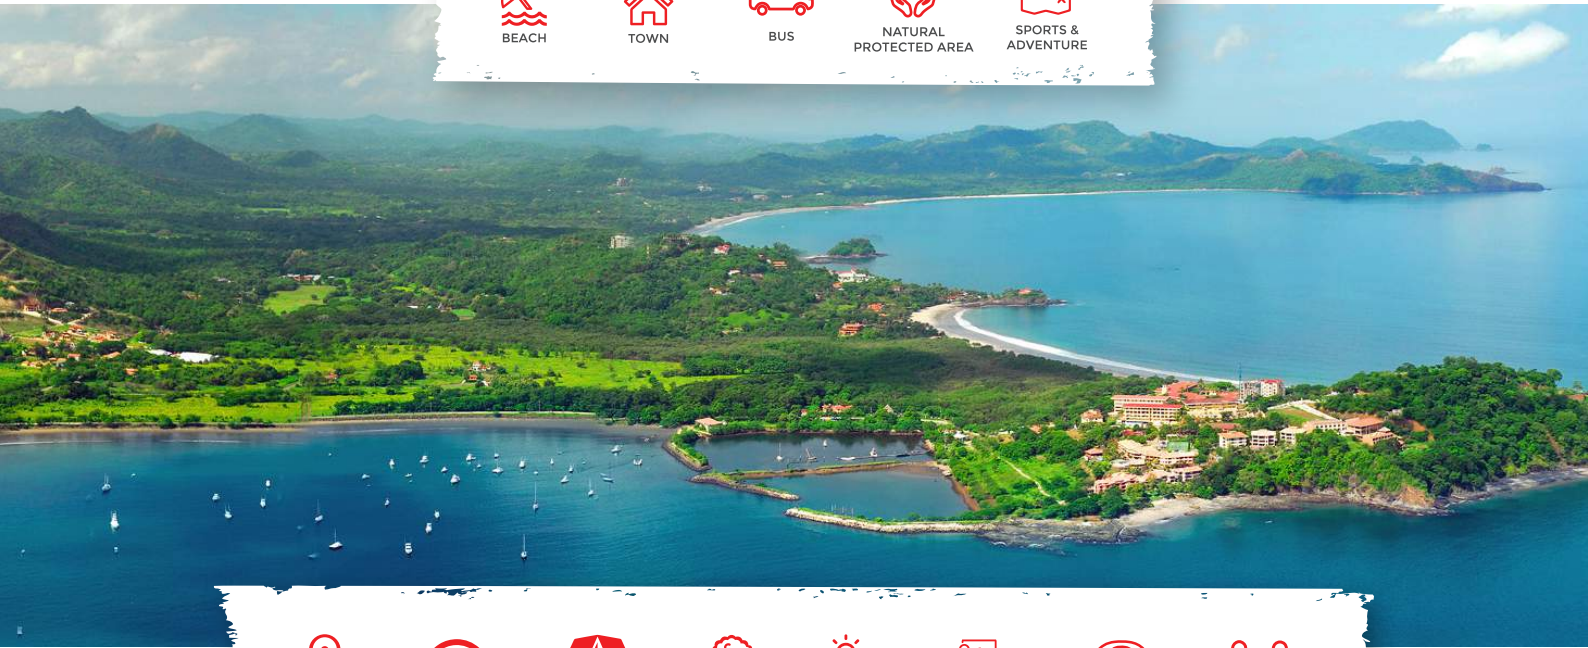 BEACH
TOWN
BUS
NATURAL
PROTECTED AREA
SPORTS &
ADVENTURE